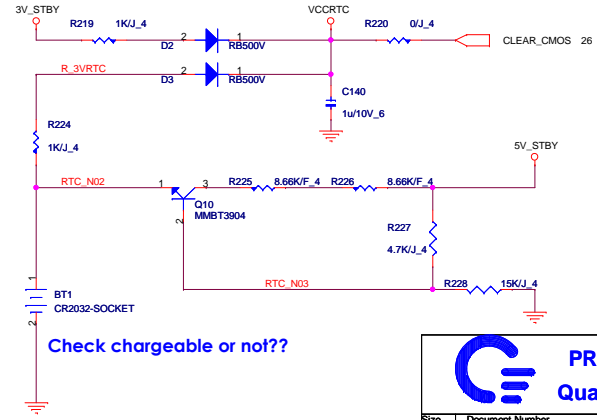 3V_STBY
R219 1K/J_4
2 1
D2 RB500V
VCCRTC
R220 0/J_4
CLEAR_CMOS 26
R_3VRTC
2 1
D3 RB500V
C140
1u/10V_6
R224
1K/J_4
5V_STBY
RTC_N02
1 3
R225 8.66K/F_4 R226 8.66K/F_4
Q10
MMBT3904
2
R227
4.7K/J_4
RTC_N03
R228 15K/J_4
1
BT1
CR2032-SOCKET
2
Check chargeable or not??
PR
Qua
Size Document Number